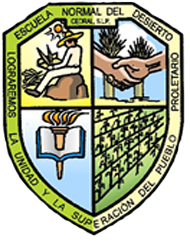 ESCUELA NORMAL DEL DESIERTO
CEDRAL S.L.P.
LOGRAREMOS LA UNIDAD Y LA SUPERACIÓN DEL PUEBLO PROLETARIO